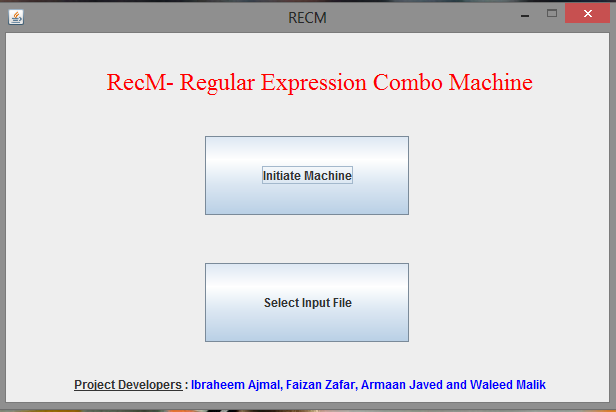 RECM
RecM- Regular Expression Combo Machine
Initiate Machine
Select Input File
Project Developers : Ibraheem Ajmal, Faizan Zafar, Armaan Javed and Waleed Malik